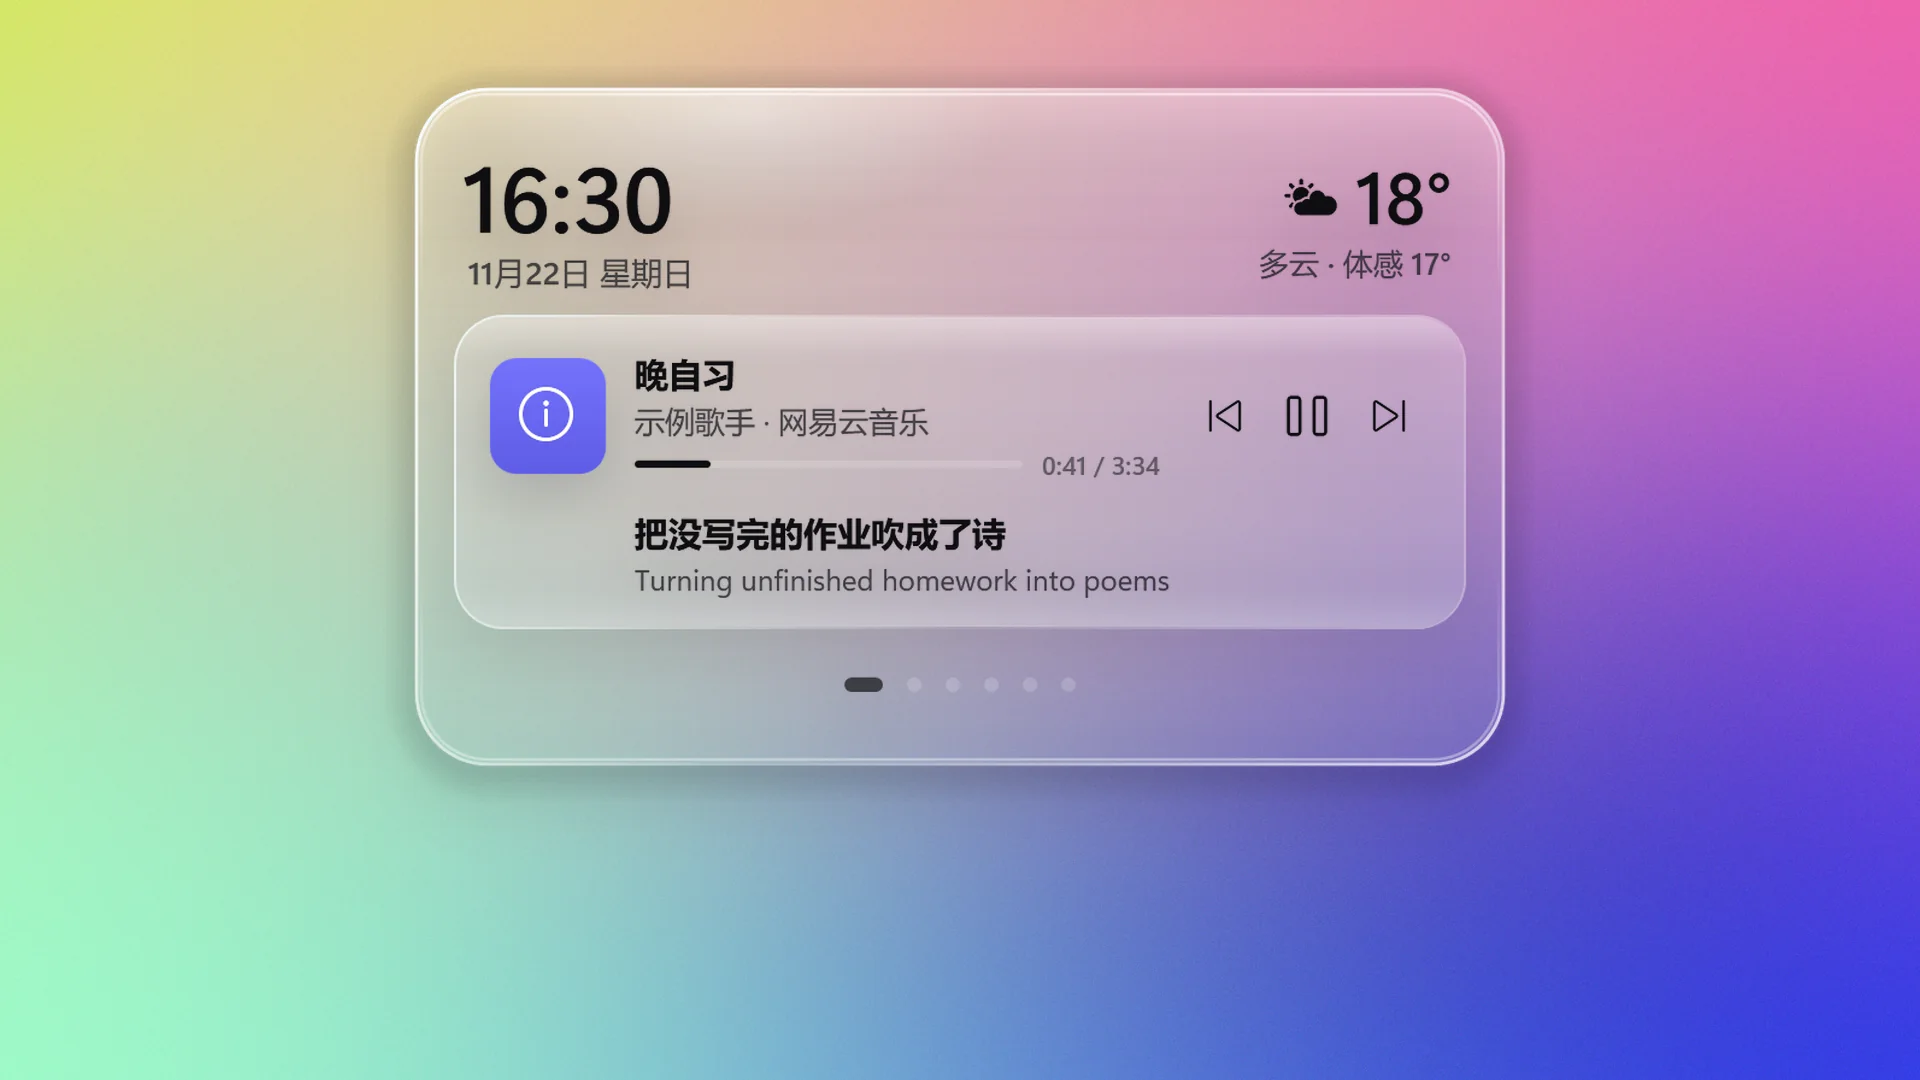 16:30
11月22日 星期日
18°
多云 · 体感 17°
晚自习
示例歌手 · 网易云音乐
0:41 / 3:34
把没写完的作业吹成了诗
Turning unfinished homework into poems